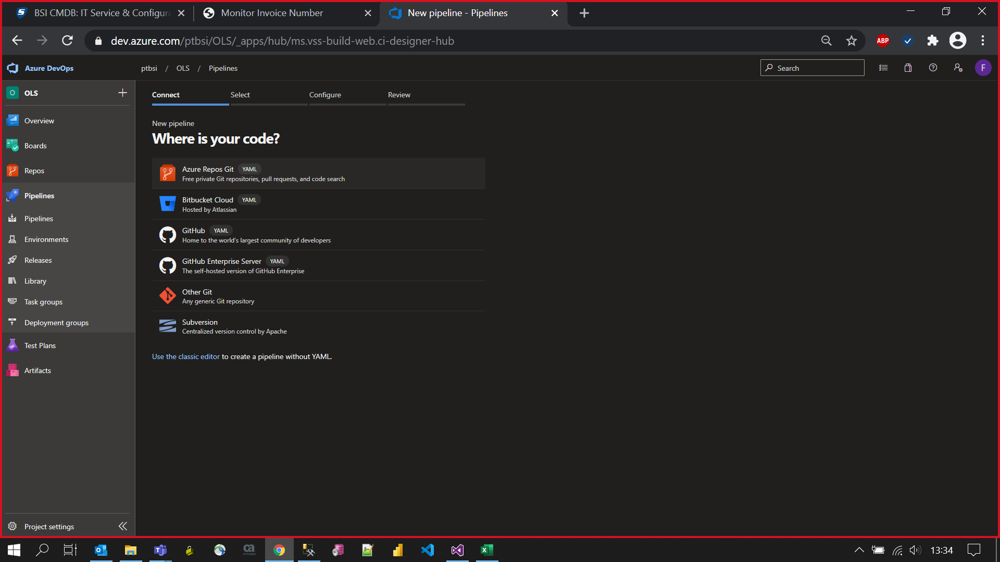 BSI CMDB: IT Service & Configura
Monitor Invoice Number
New pipeline - Pipelines
dev.azure.com/ptbsi/OLS/_apps/hub/ms.vss-build-web.ci-designer-hub
ABP
Azure DevOps
ptbsi / OLS / Pipelines
Search
F
O OLS
Overview
Boards
Repos
Pipelines
Pipelines
Environments
Releases
Library
Task groups
Deployment groups
Test Plans
Artifacts
Project settings
Connect
Select
Configure
Review
New pipeline
Where is your code?
Azure Repos Git YAML
Free private Git repositories, pull requests, and code search
Bitbucket Cloud YAML
Hosted by Atlassian
GitHub YAML
Home to the world's largest community of developers
GitHub Enterprise Server YAML
The self-hosted version of GitHub Enterprise
Other Git
Any generic Git repository
Subversion
Centralized version control by Apache
Use the classic editor to create a pipeline without YAML.
ca
technologies
13:34